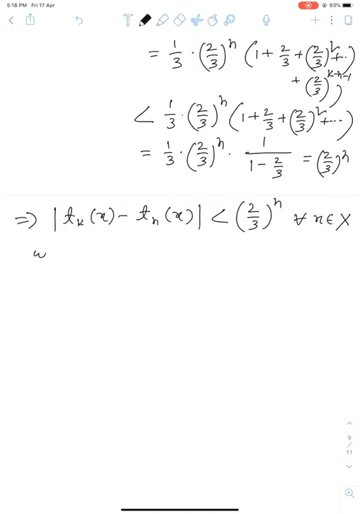 5:18 PM Fri 17 Apr
93%
= 1/3 · (2/3)^n (1 + 2/3 + (2/3)^2 + ...
+ (2/3)^(k-n-1))
< 1/3 · (2/3)^n (1 + 2/3 + (2/3)^2 + ...)
= 1/3 · (2/3)^n · 1/(1 - 2/3) = (2/3)^n
⇒ |t_k(x) - t_n(x)| < (2/3)^n ∀ x ∈ X
w
9
/
11